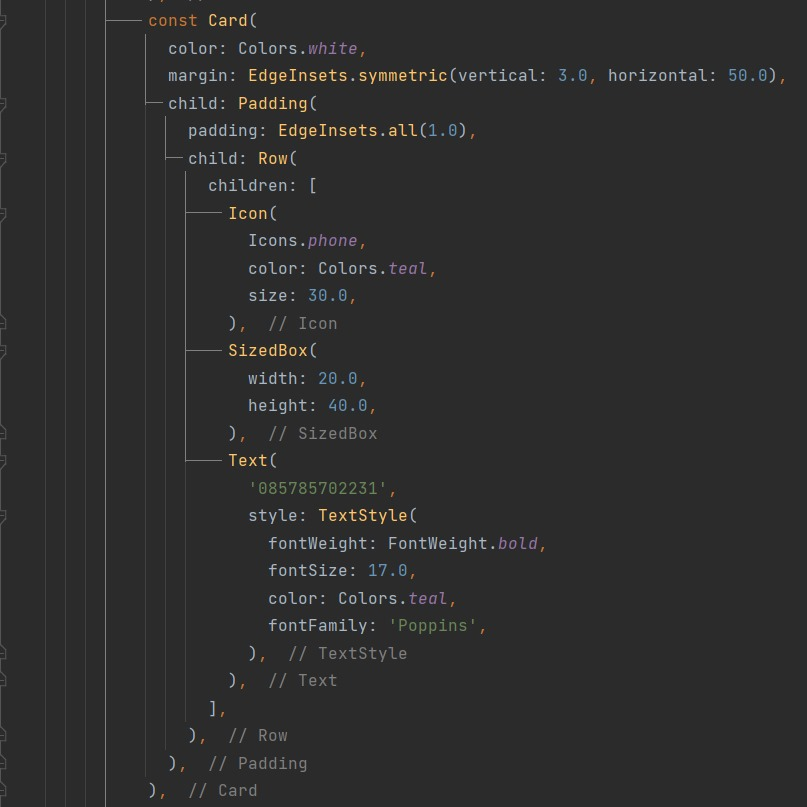 const Card(
color: Colors.white,
margin: EdgeInsets.symmetric(vertical: 3.0, horizontal: 50.0),
child: Padding(
padding: EdgeInsets.all(1.0),
child: Row(
children: [
Icon(
Icons.phone,
color: Colors.teal,
size: 30.0,
), // Icon
SizedBox(
width: 20.0,
height: 40.0,
), // SizedBox
Text(
'085785702231',
style: TextStyle(
fontWeight: FontWeight.bold,
fontSize: 17.0,
color: Colors.teal,
fontFamily: 'Poppins',
), // TextStyle
), // Text
],
), // Row
), // Padding
), // Card